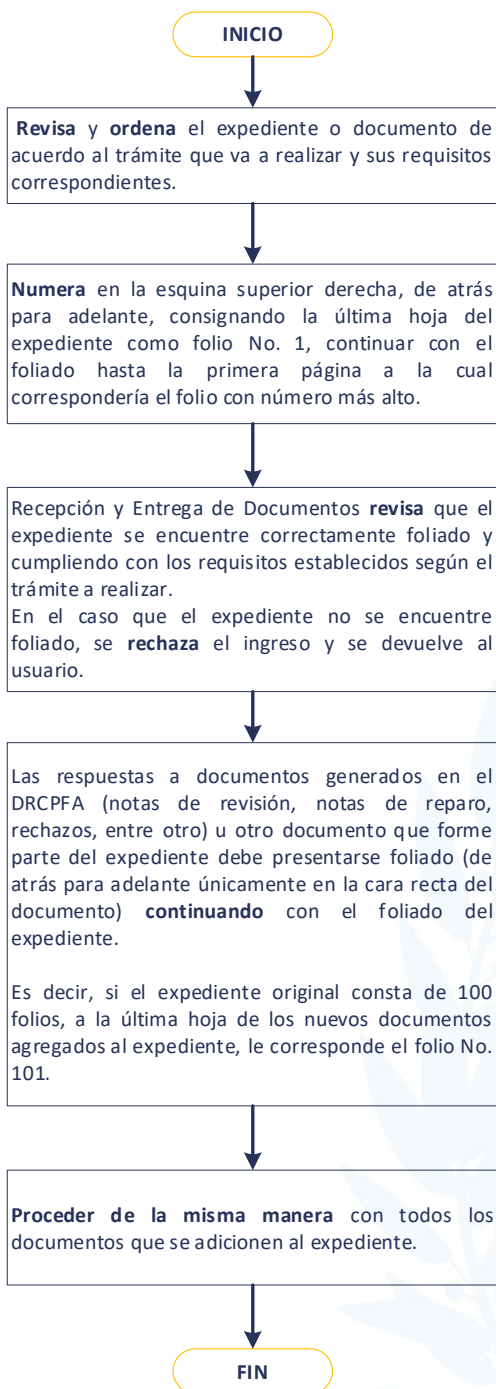 INICIO
Revisa y ordena el expediente o documento de
acuerdo al trámite que va a realizar y sus requisitos
correspondientes.
Numera en la esquina superior derecha, de atrás
para adelante, consignando la última hoja del
expediente como folio No. 1, continuar con el
foliado hasta la primera página a la cual
correspondería el folio con número más alto.
Recepción y Entrega de Documentos revisa que el
expediente se encuentre correctamente foliado y
cumpliendo con los requisitos establecidos según el
trámite a realizar.
En el caso que el expediente no se encuentre
foliado, se rechaza el ingreso y se devuelve al
usuario.
Las respuestas a documentos generados en el
DRCPFA (notas de revisión, notas de reparo,
rechazos, entre otro) u otro documento que forme
parte del expediente debe presentarse foliado (de
atrás para adelante únicamente en la cara recta del
documento) continuando con el foliado del
expediente.
Es decir, si el expediente original consta de 100
folios, a la última hoja de los nuevos documentos
agregados al expediente, le corresponde el folio No.
101.
Proceder de la misma manera con todos los
documentos que se adicionen al expediente.
FIN